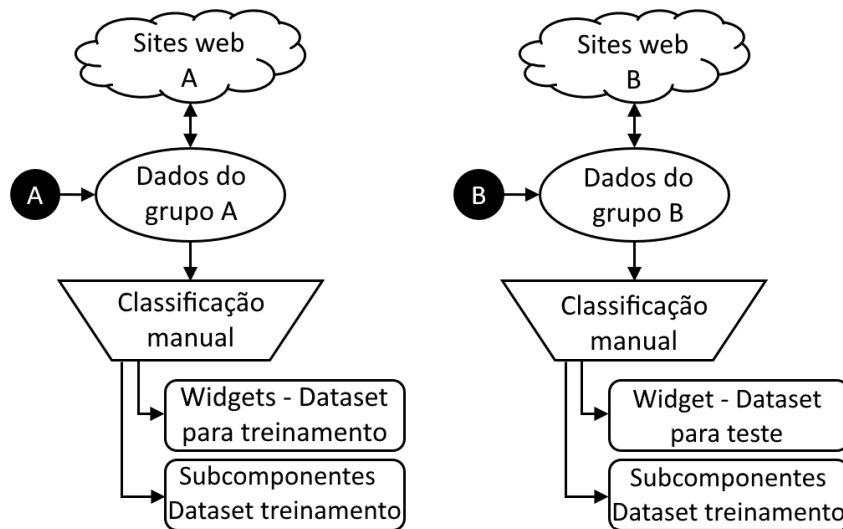 Sites web
A
A
Dados do
grupo A
Classificação
manual
Widgets - Dataset
para treinamento
Subcomponentes
Dataset treinamento
Sites web
B
B
Dados do
grupo B
Classificação
manual
Widget - Dataset
para teste
Subcomponentes
Dataset treinamento